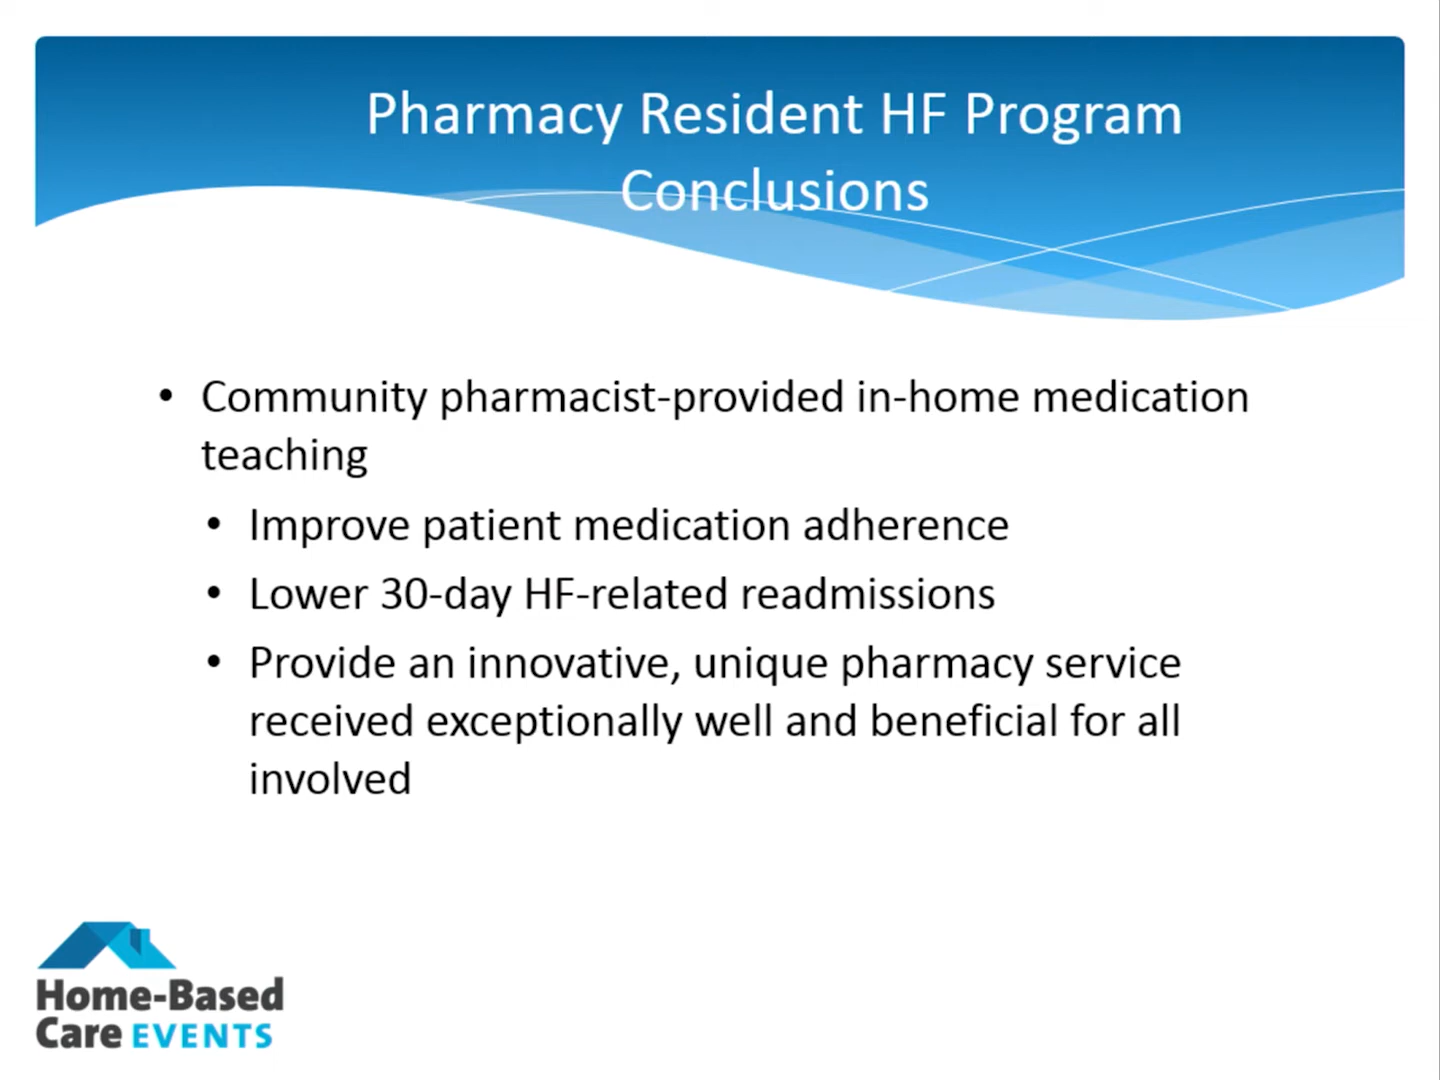 Pharmacy Resident HF Program
Conclusions
• Community pharmacist-provided in-home medication
teaching
• Improve patient medication adherence
• Lower 30-day HF-related readmissions
• Provide an innovative, unique pharmacy service
received exceptionally well and beneficial for all
involved
Home-Based
Care EVENTS